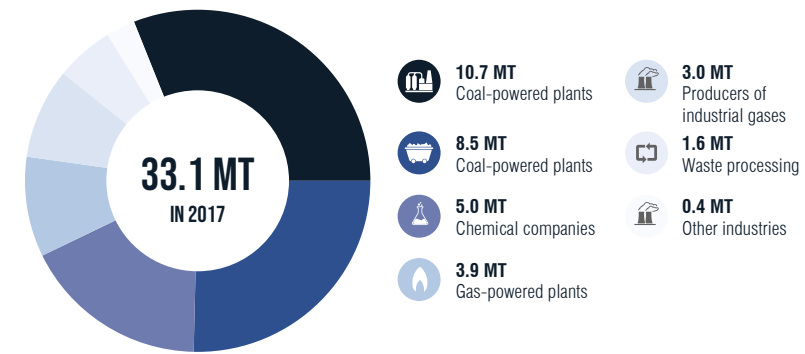 33.1 MT
IN 2017
10.7 MT
Coal-powered plants
8.5 MT
Coal-powered plants
5.0 MT
Chemical companies
3.9 MT
Gas-powered plants
3.0 MT
Producers of
industrial gases
1.6 MT
Waste processing
0.4 MT
Other industries